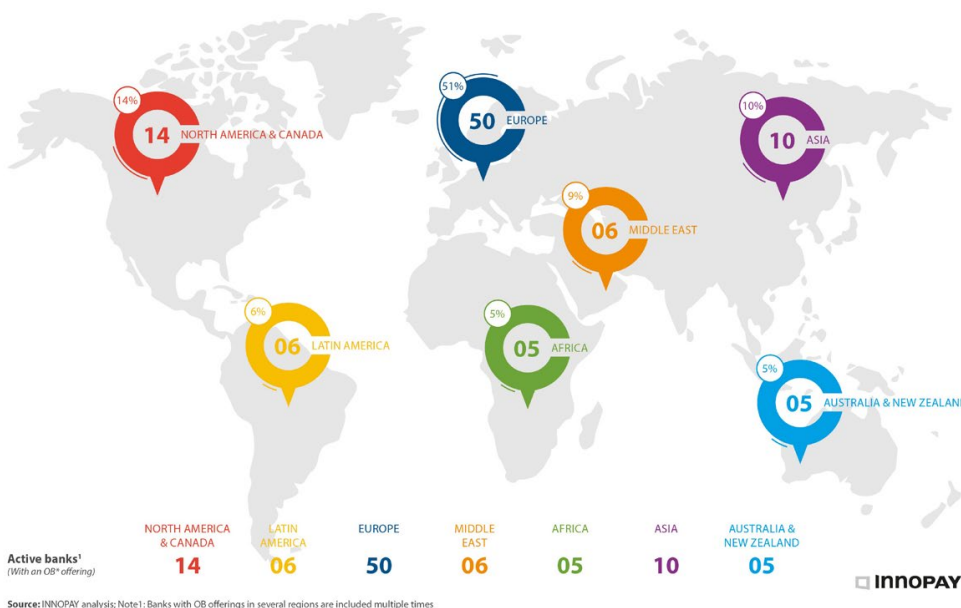 14%
14 NORTH AMERICA & CANADA
51%
50 EUROPE
10%
10 ASIA
9%
06 MIDDLE EAST
6%
06 LATIN AMERICA
5%
05 AFRICA
5%
05 AUSTRALIA & NEW ZEALAND
NORTH AMERICA
& CANADA
LATIN
AMERICA
EUROPE
MIDDLE
EAST
AFRICA
ASIA
AUSTRALIA &
NEW ZEALAND
Active banks¹
(With an OB* offering)
14 06 50 06 05 10 05
INNOPAY
Source: INNOPAY analysis; Note1: Banks with OB offerings in several regions are included multiple times